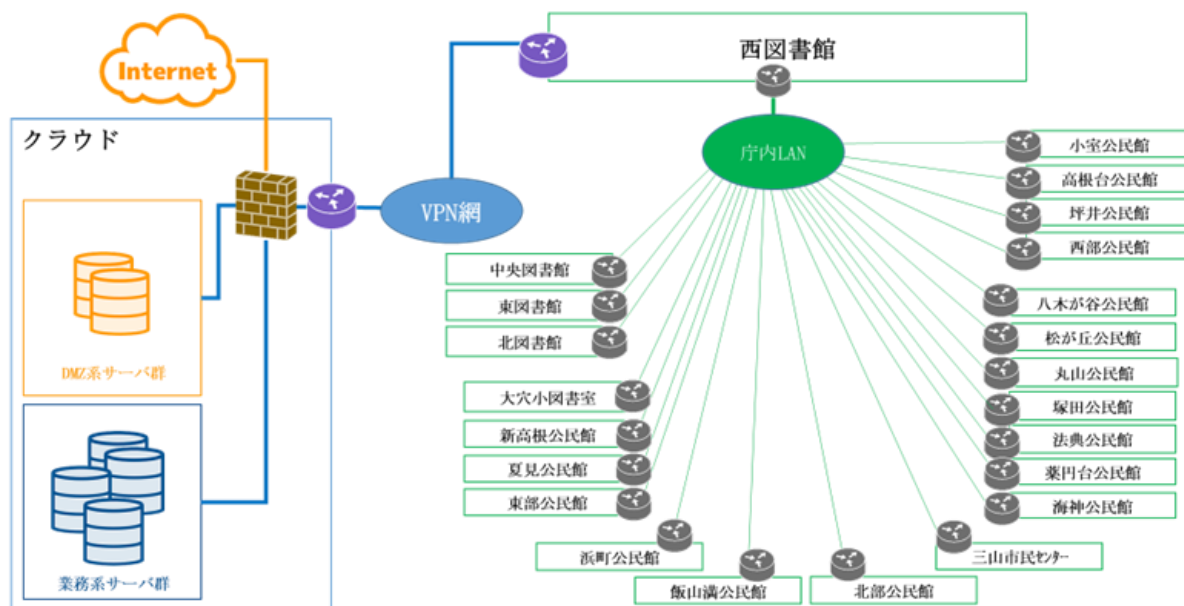 西図書館
Internet
クラウド
庁内LAN
VPN網
DMZ系サーバ群
業務系サーバ群
中央図書館
東図書館
北図書館
大穴小図書室
新高根公民館
夏見公民館
東部公民館
浜町公民館
飯山満公民館
北部公民館
三山市民ｾﾝﾀｰ
小室公民館
高根台公民館
坪井公民館
西部公民館
八木が谷公民館
松が丘公民館
丸山公民館
塚田公民館
法典公民館
薬円台公民館
海神公民館